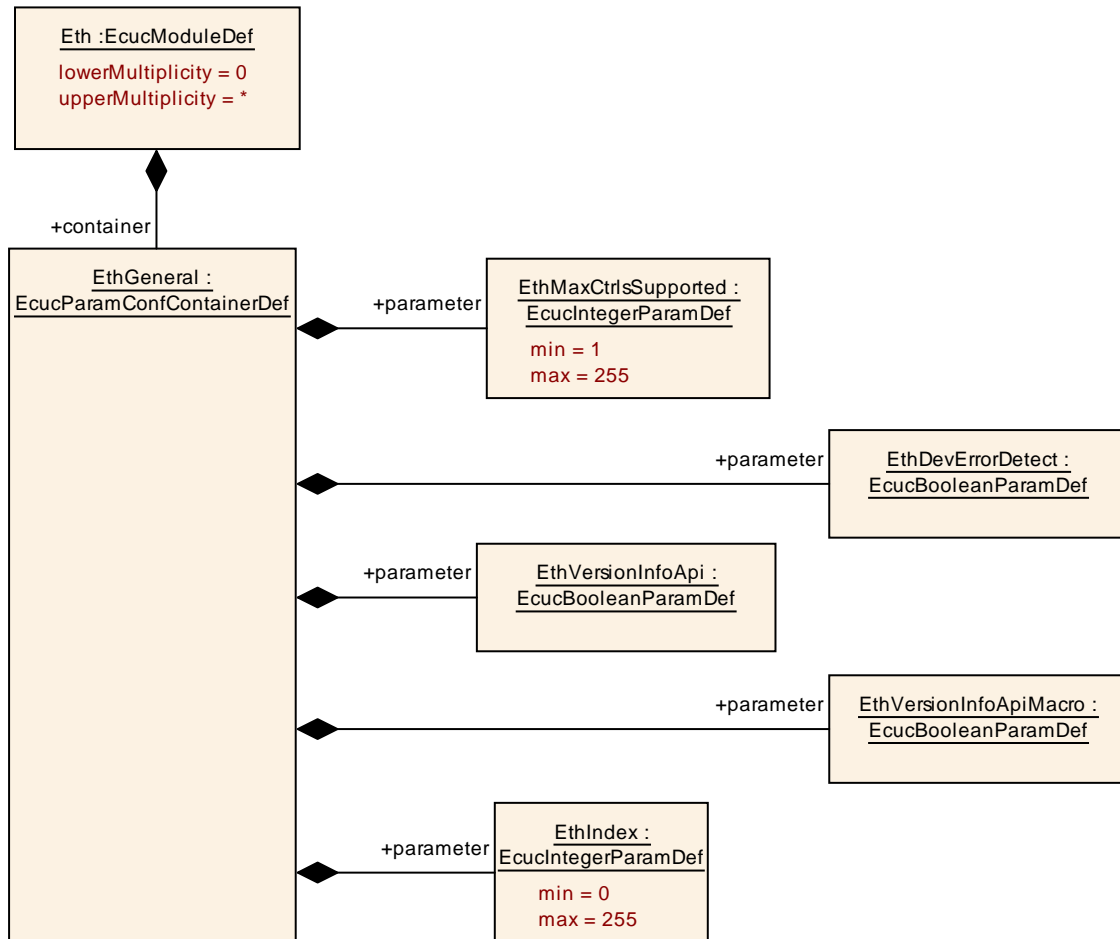 Eth :EcucModuleDef
lowerMultiplicity = 0
upperMultiplicity = *
+container
EthGeneral :
EcucParamConfContainerDef
+parameter
EthMaxCtrlsSupported :
EcucIntegerParamDef
min = 1
max = 255
+parameter
EthDevErrorDetect :
EcucBooleanParamDef
+parameter
EthVersionInfoApi :
EcucBooleanParamDef
+parameter
EthVersionInfoApiMacro :
EcucBooleanParamDef
+parameter
EthIndex :
EcucIntegerParamDef
min = 0
max = 255